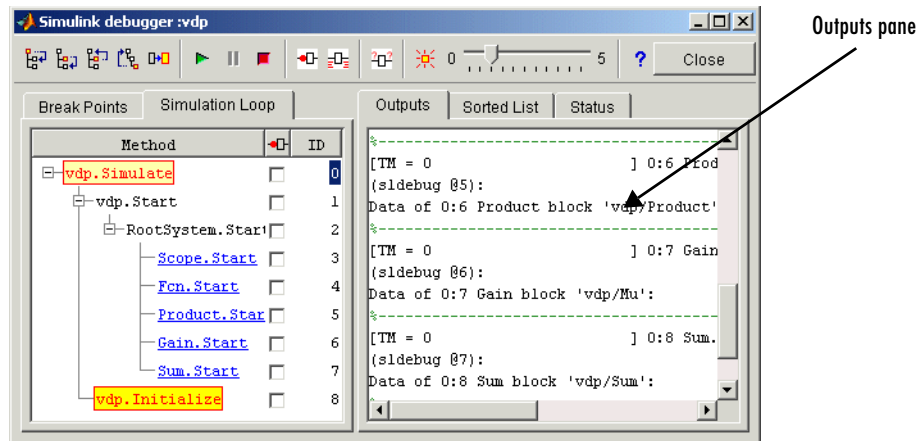 Simulink debugger :vdp
Outputs pane
0 5 ? Close
Break Points Simulation Loop
Outputs Sorted List Status
Method ID
vdp.Simulate 0
vdp.Start 1
RootSystem.Start 2
Scope.Start 3
Fcn.Start 4
Product.Star 5
Gain.Start 6
Sum.Start 7
vdp.Initialize 8
%----------------------------------------
[TM = 0 ] 0:6 Prod
(sldebug @5):
Data of 0:6 Product block 'vdp/Product'
%----------------------------------------
[TM = 0 ] 0:7 Gain
(sldebug @6):
Data of 0:7 Gain block 'vdp/Mu':
%----------------------------------------
[TM = 0 ] 0:8 Sum.
(sldebug @7):
Data of 0:8 Sum block 'vdp/Sum':